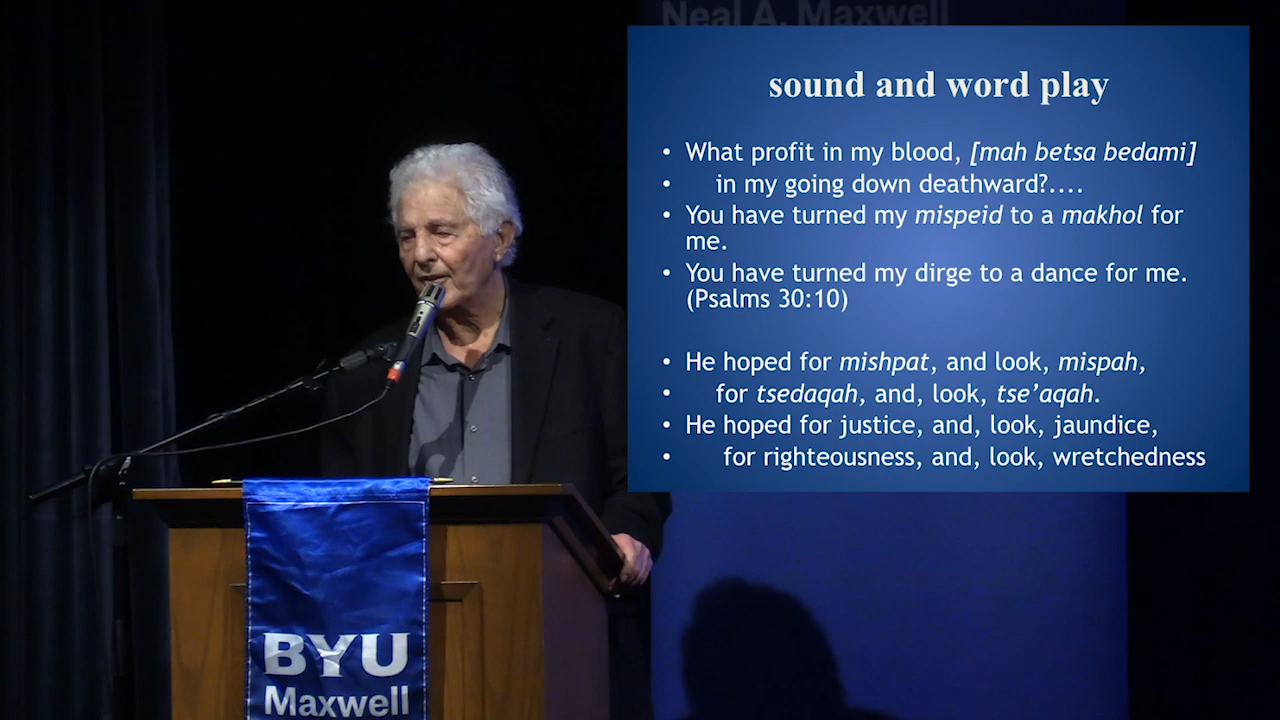 Neal A. Maxwell
sound and word play
• What profit in my blood, [mah betsa bedami]
• in my going down deathward?....
• You have turned my mispeid to a makhol for
me.
• You have turned my dirge to a dance for me.
(Psalms 30:10)
• He hoped for mishpat, and look, mispah,
• for tsedaqah, and, look, tse’aqah.
• He hoped for justice, and, look, jaundice,
• for righteousness, and, look, wretchedness
BYU
Maxwell